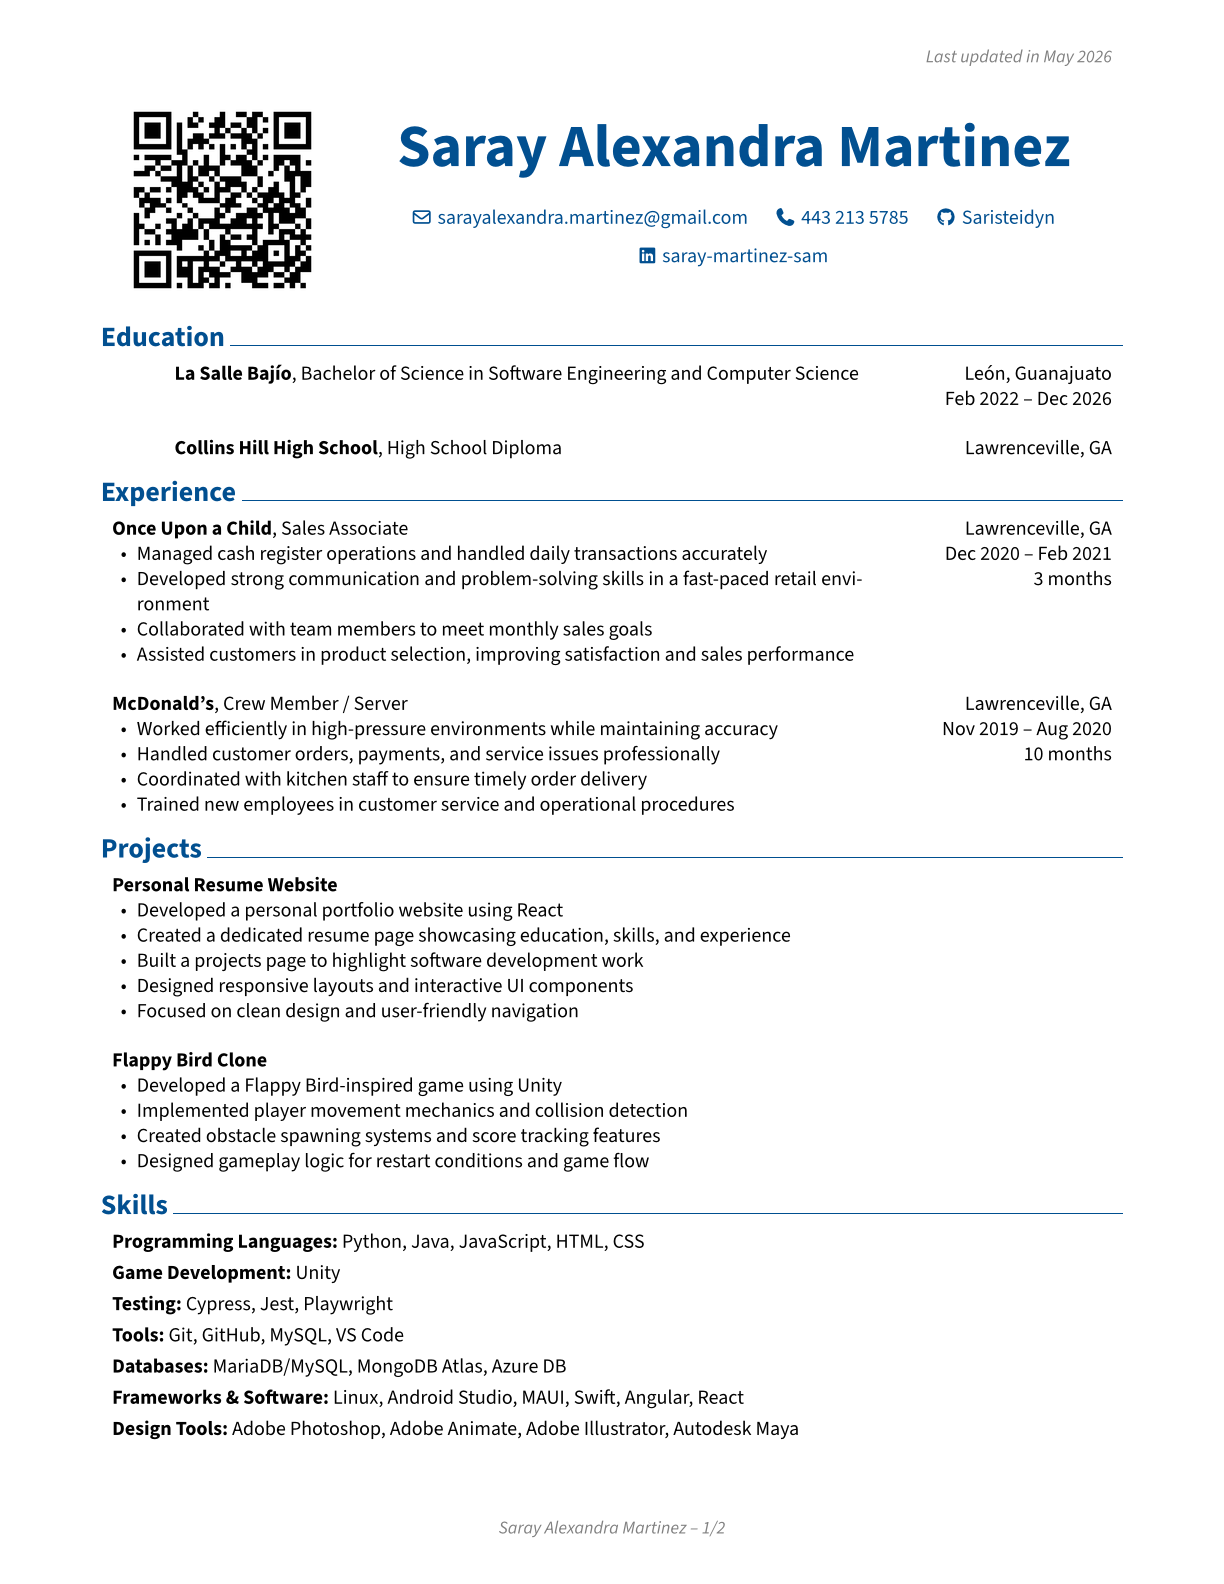 Last updated in May 2026
Saray Alexandra Martinez
sarayalexandra.martinez@gmail.com 443 213 5785 Saristeidyn
saray-martinez-sam
Education
La Salle Bajío, Bachelor of Science in Software Engineering and Computer Science León, Guanajuato
Feb 2022 – Dec 2026
Collins Hill High School, High School Diploma Lawrenceville, GA
Experience
Once Upon a Child, Sales Associate Lawrenceville, GA
• Managed cash register operations and handled daily transactions accurately Dec 2020 – Feb 2021
• Developed strong communication and problem-solving skills in a fast-paced retail envi- 3 months
ronment
• Collaborated with team members to meet monthly sales goals
• Assisted customers in product selection, improving satisfaction and sales performance
McDonald’s, Crew Member / Server Lawrenceville, GA
• Worked efficiently in high-pressure environments while maintaining accuracy Nov 2019 – Aug 2020
• Handled customer orders, payments, and service issues professionally 10 months
• Coordinated with kitchen staff to ensure timely order delivery
• Trained new employees in customer service and operational procedures
Projects
Personal Resume Website
• Developed a personal portfolio website using React
• Created a dedicated resume page showcasing education, skills, and experience
• Built a projects page to highlight software development work
• Designed responsive layouts and interactive UI components
• Focused on clean design and user-friendly navigation
Flappy Bird Clone
• Developed a Flappy Bird-inspired game using Unity
• Implemented player movement mechanics and collision detection
• Created obstacle spawning systems and score tracking features
• Designed gameplay logic for restart conditions and game flow
Skills
Programming Languages: Python, Java, JavaScript, HTML, CSS
Game Development: Unity
Testing: Cypress, Jest, Playwright
Tools: Git, GitHub, MySQL, VS Code
Databases: MariaDB/MySQL, MongoDB Atlas, Azure DB
Frameworks & Software: Linux, Android Studio, MAUI, Swift, Angular, React
Design Tools: Adobe Photoshop, Adobe Animate, Adobe Illustrator, Autodesk Maya
Saray Alexandra Martinez – 1/2